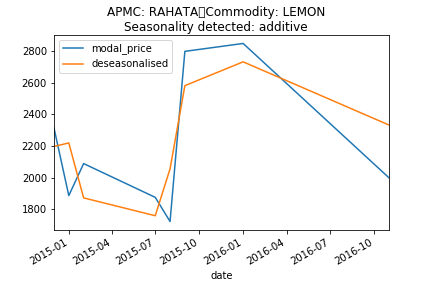 APMC: RAHATA▯Commodity: LEMON
Seasonality detected: additive
modal_price
deseasonalised
2800
2600
2400
2200
2000
1800
2015-01
2015-04
2015-07
2015-10
2016-01
2016-04
2016-07
2016-10
date